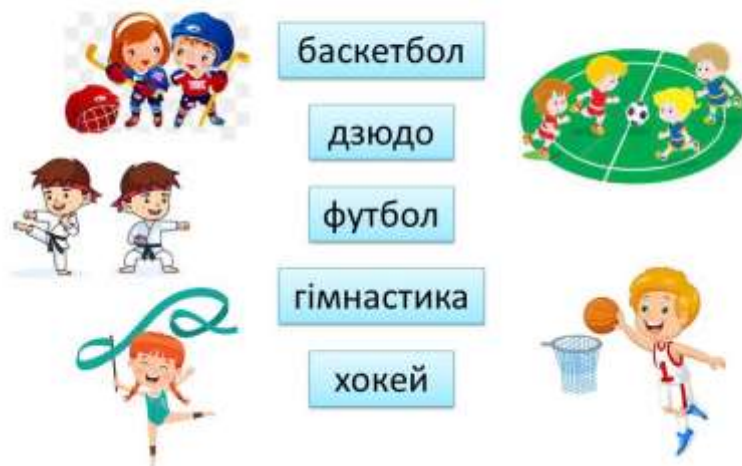 баскетбол
дзюдо
футбол
гімнастика
хокей